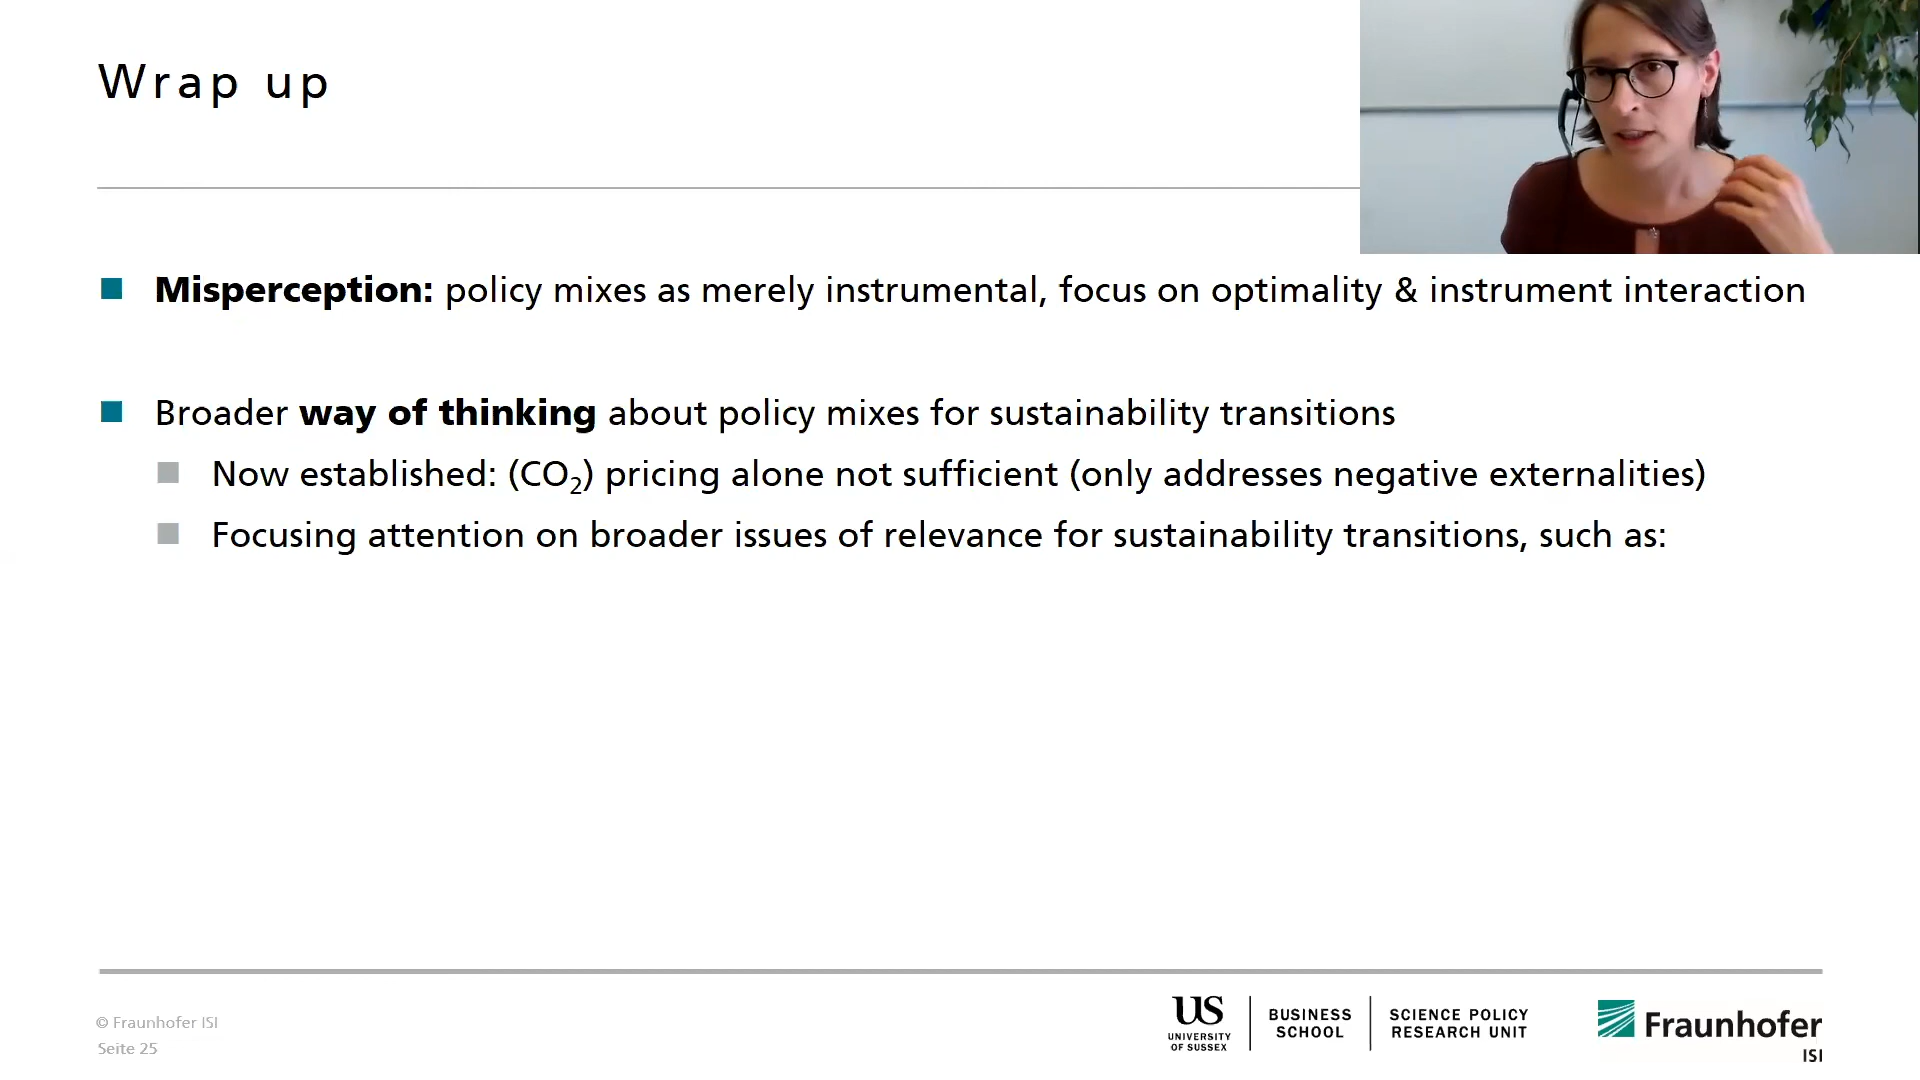 Wrap up
Misperception: policy mixes as merely instrumental, focus on optimality & instrument interaction
Broader way of thinking about policy mixes for sustainability transitions
Now established: (CO₂) pricing alone not sufficient (only addresses negative externalities)
Focusing attention on broader issues of relevance for sustainability transitions, such as:
© Fraunhofer ISI
Seite 25
US
UNIVERSITY
OF SUSSEX
BUSINESS
SCHOOL
SCIENCE POLICY
RESEARCH UNIT
Fraunhofer
ISI